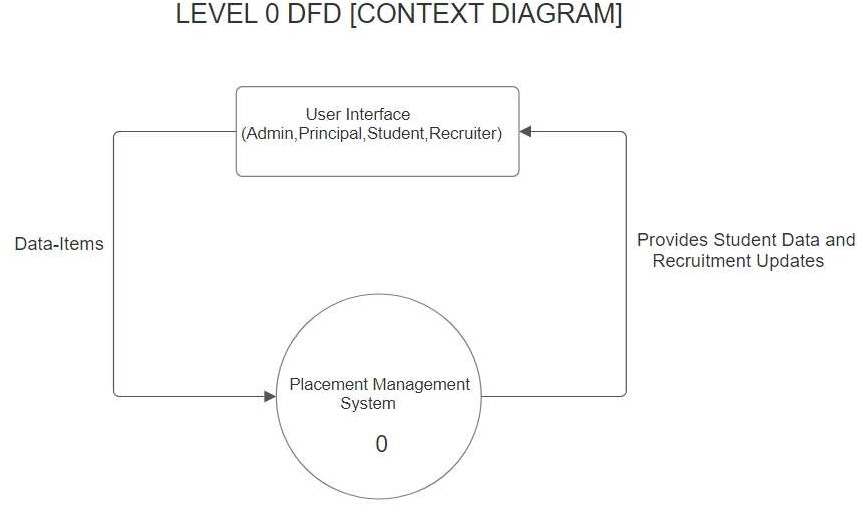 LEVEL 0 DFD [CONTEXT DIAGRAM]
User Interface
(Admin,Principal,Student,Recruiter)
Data-Items
Provides Student Data and
Recruitment Updates
Placement Management
System
0